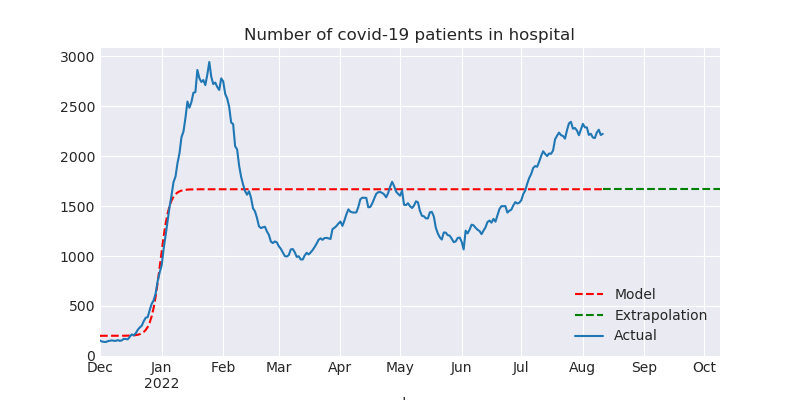 Number of covid-19 patients in hospital
3000
2500
2000
1500
1000
500
0
Model
Extrapolation
Actual
Dec Jan Feb Mar Apr May Jun Jul Aug Sep Oct
2022